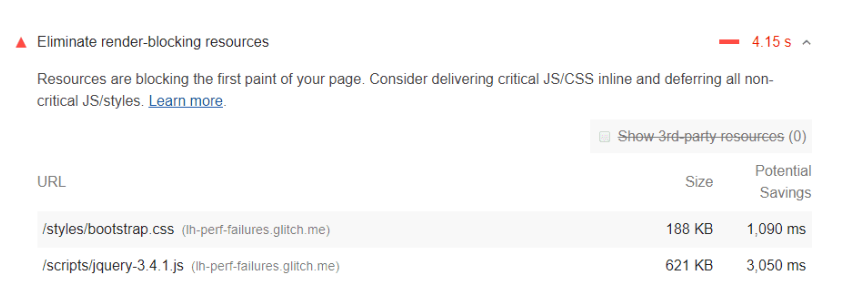 Eliminate render-blocking resources 4.15 s
Resources are blocking the first paint of your page. Consider delivering critical JS/CSS inline and deferring all non-
critical JS/styles. Learn more.
Show 3rd-party resources (0)
URL Size Potential
Savings
/styles/bootstrap.css (lh-perf-failures.glitch.me) 188 KB 1,090 ms
/scripts/jquery-3.4.1.js (lh-perf-failures.glitch.me) 621 KB 3,050 ms